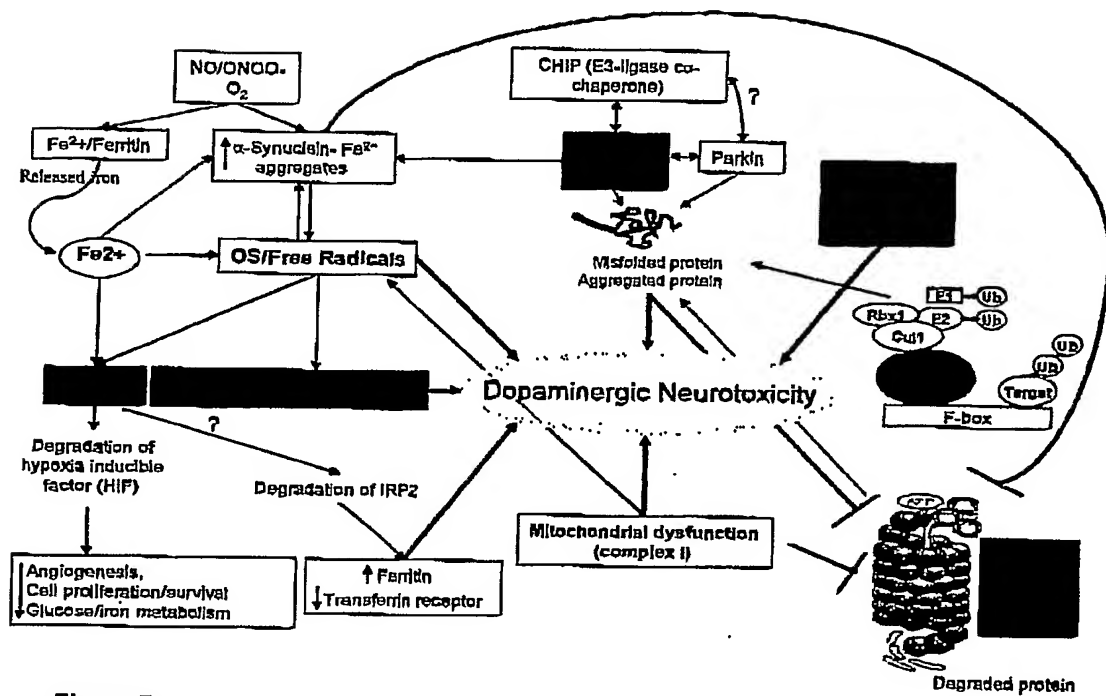 NO/ONOO-
O2
Fe2+/Ferritin
Released iron
Fe2+
↑ α-Synuclein-
aggregates
OS/Free Radicals
CHIP (E3-ligase co-
chaperone)
?
Parkin
Misfolded protein
Aggregated protein
E1
Ub
Rbx1
E2
Ub
Cul1
Ub
Ub
Target
F-box
Dopaminergic Neurotoxicity
?
Degradation of
hypoxia inducible
factor (HIF)
Degradation of IRP2
Mitochondrial dysfunction
(complex I)
↓ Angiogenesis,
Cell proliferation/survival
Glucose/iron metabolism
↑ Ferritin
↓ Transferrin receptor
Degraded protein